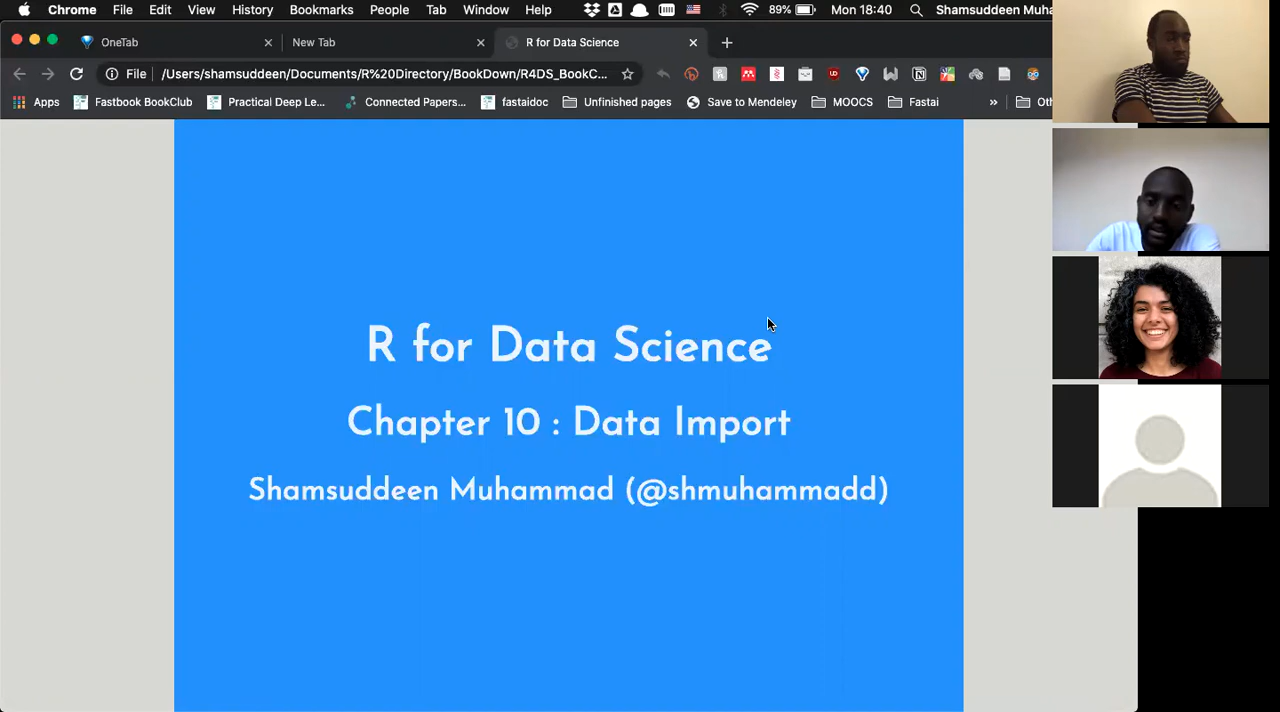 Chrome File Edit View History Bookmarks People Tab Window Help 89% Mon 18:40 Shamsuddeen Muha
OneTab New Tab R for Data Science
File /Users/shamsuddeen/Documents/R%20Directory/BookDown/R4DS_BookC...
Apps Fastbook BookClub Practical Deep Le... Connected Papers... fastaidoc Unfinished pages Save to Mendeley MOOCS Fastai » Oth
R for Data Science
Chapter 10 : Data Import
Shamsuddeen Muhammad (@shmuhammadd)